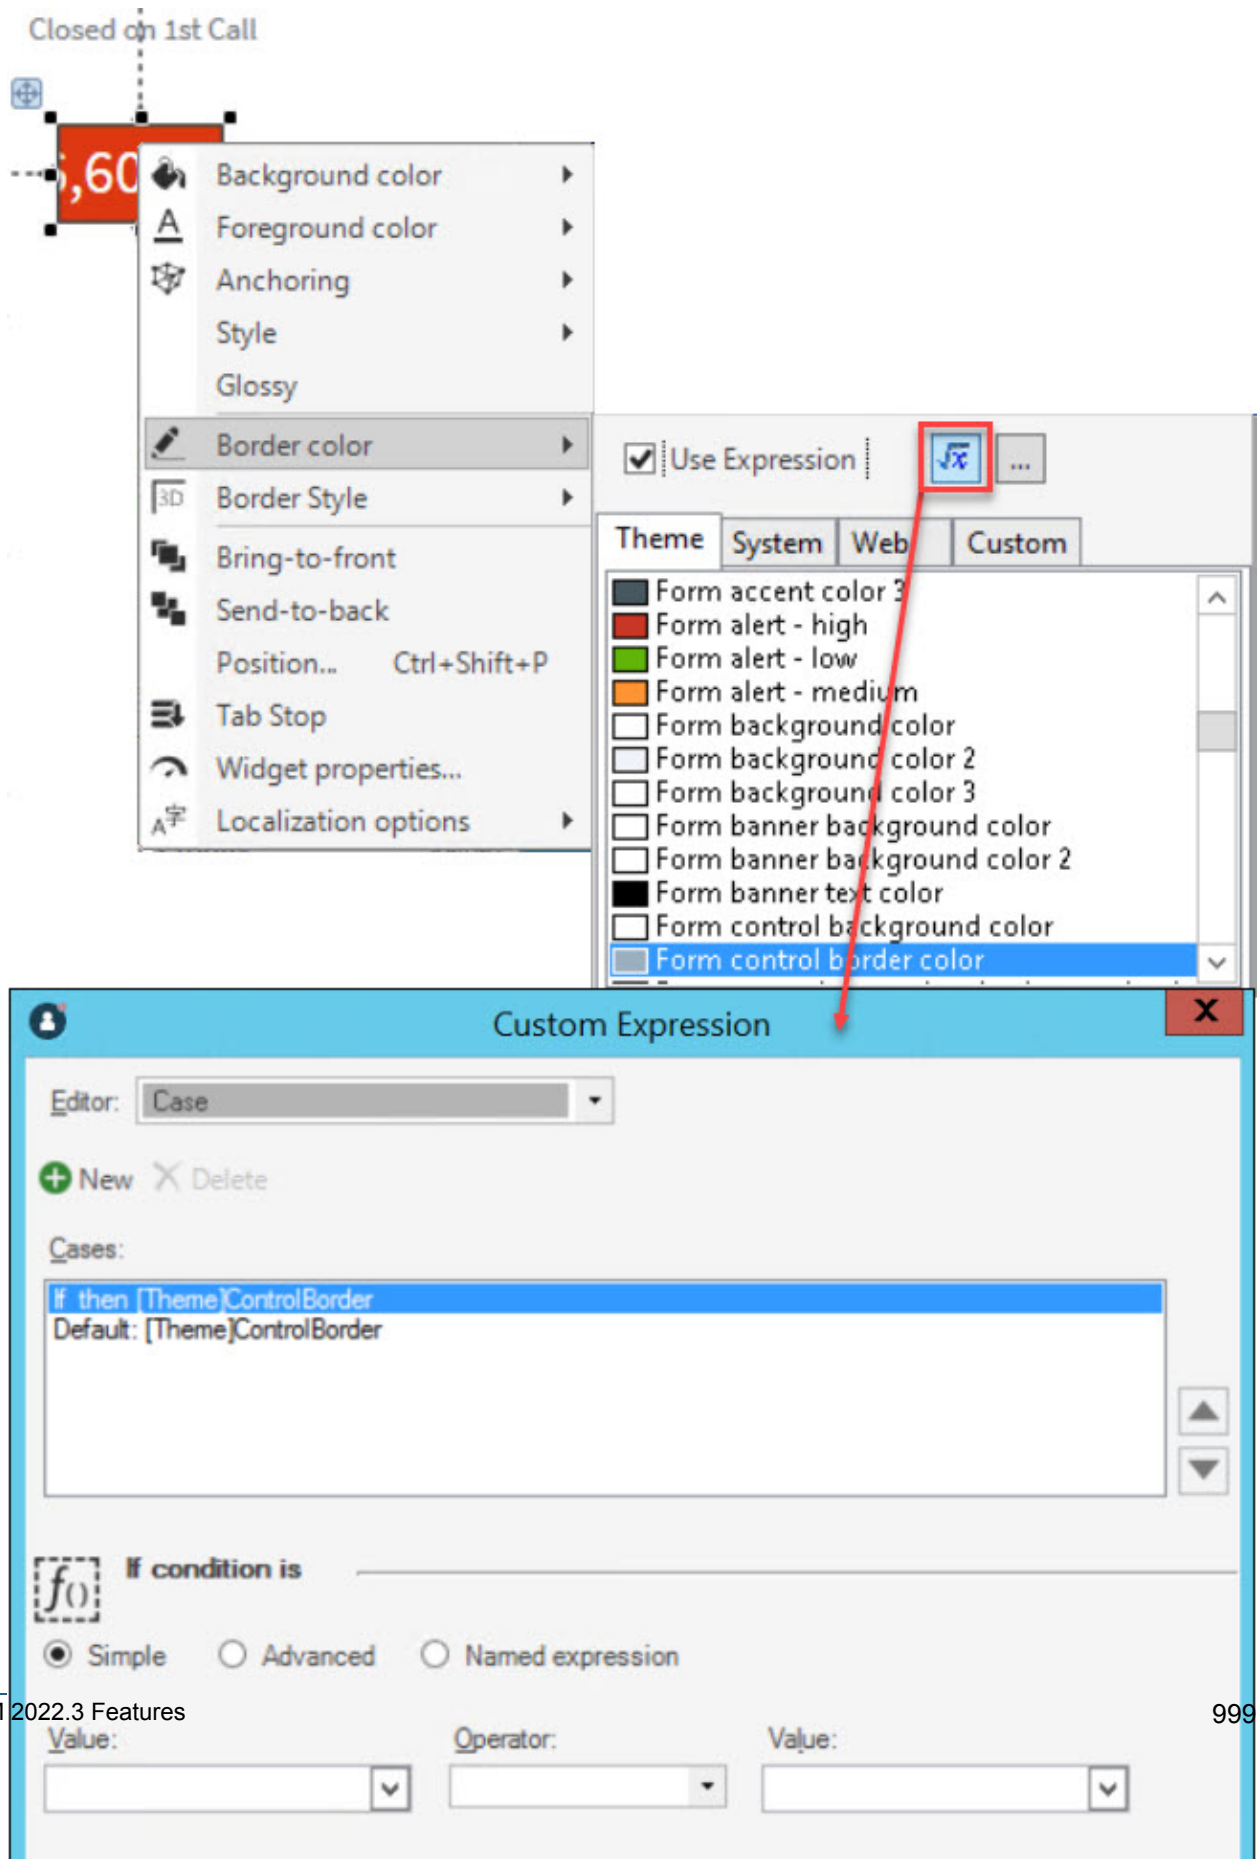 Closed on 1st Call
,60
Background color
Foreground color
Anchoring
Style
Glossy
Border color
3D Border Style
Bring-to-front
Send-to-back
Position... Ctrl+Shift+P
Tab Stop
Widget properties...
A字 Localization options
Use Expression
√x ...
Theme System Web Custom
Form accent color 3
Form alert - high
Form alert - low
Form alert - medium
Form background color
Form background color 2
Form background color 3
Form banner background color
Form banner background color 2
Form banner text color
Form control background color
Form control border color
Custom Expression
X
Editor: Case
New Delete
Cases:
If then [Theme]ControlBorder
Default: [Theme]ControlBorder
f() If condition is
Simple Advanced Named expression
2022.3 Features 999
Value: Operator: Value: